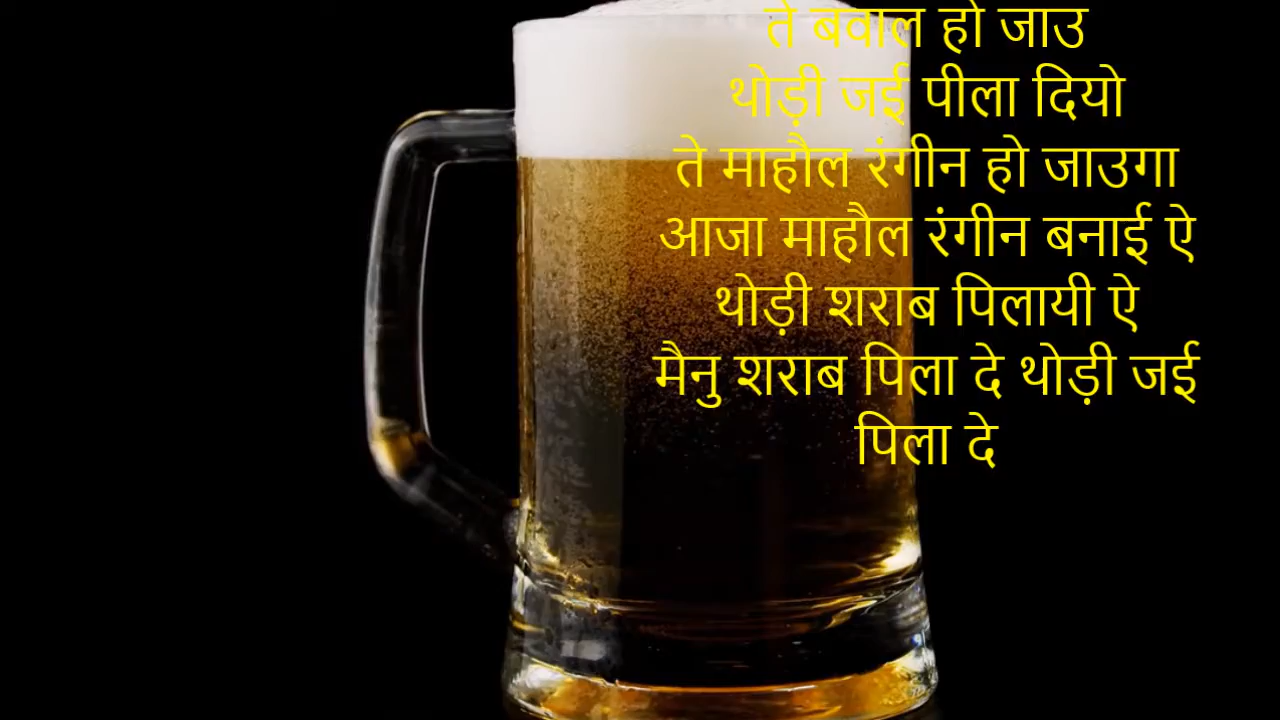 ते बवाल हो जाउ
थोड़ी जई पीला दियो
ते माहौल रंगीन हो जाउगा
आजा माहौल रंगीन बनाई ऐ
थोड़ी शराब पिलायी ऐ
मैनु शराब पिला दे थोड़ी जई
पिला दे